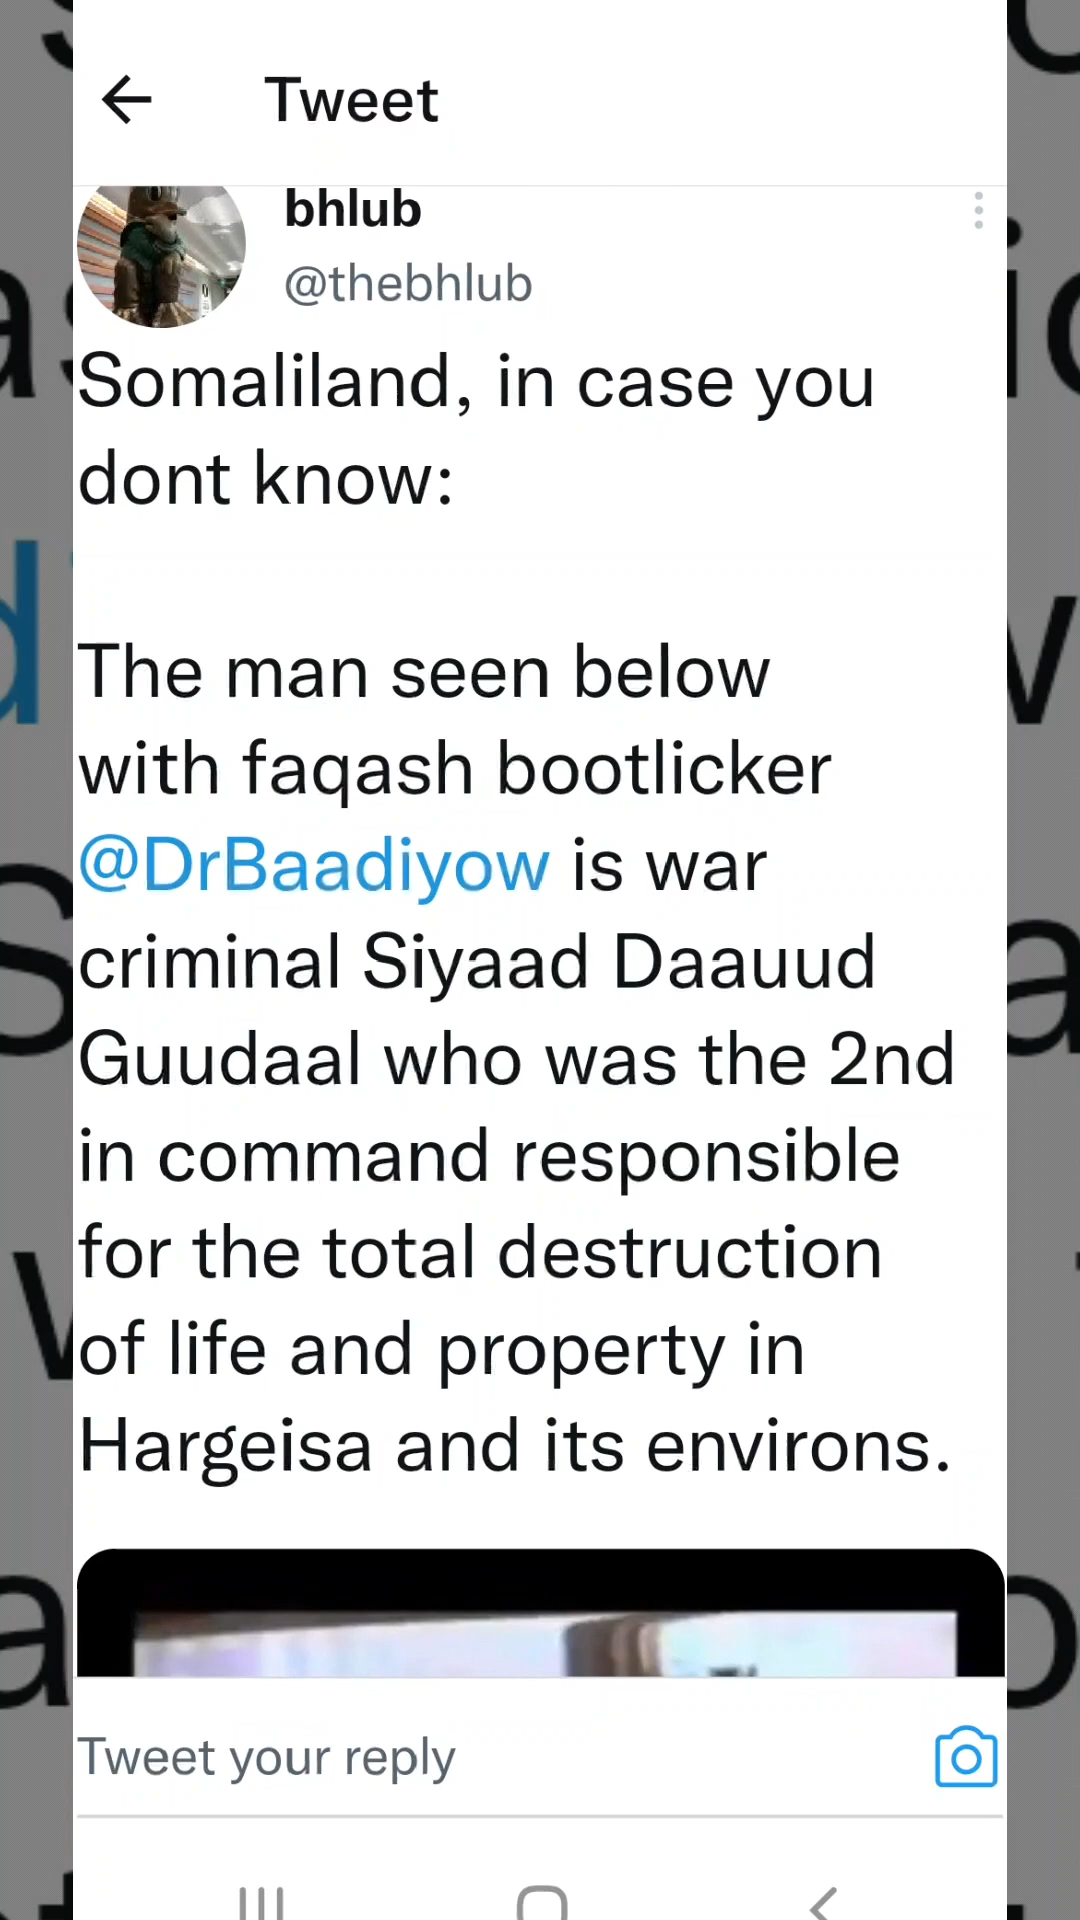 Tweet
bhlub
@thebhlub
Somaliland, in case you
dont know:
The man seen below
with faqash bootlicker
@DrBaadiyow is war
criminal Siyaad Daauud
Guudaal who was the 2nd
in command responsible
for the total destruction
of life and property in
Hargeisa and its environs.
Tweet your reply